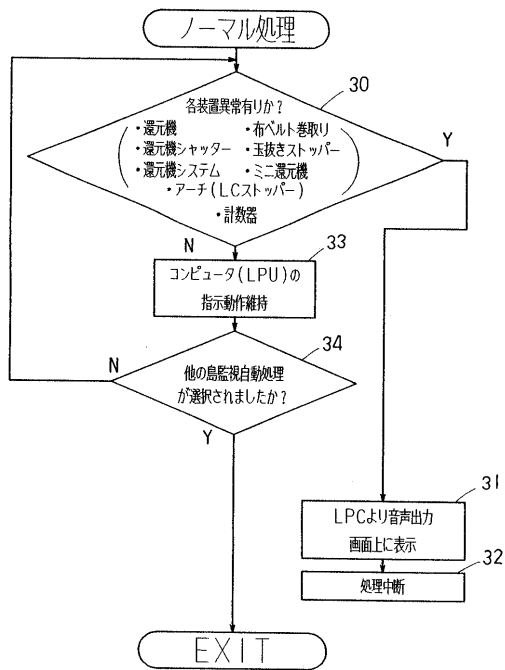 ノーマル処理
30
各装置異常有りか?
・還元機 ・布ベルト巻取り
・還元機シャッター ・玉抜きストッパー
・還元機システム ・ミニ還元機
・アーチ(LCストッパー)
・計数器
Y
N
33
コンピュータ(LPU)の
指示動作維持
34
他の島監視自動処理
が選択されましたか?
N
Y
31
LPCより音声出力
画面上に表示
32
処理中断
EXIT